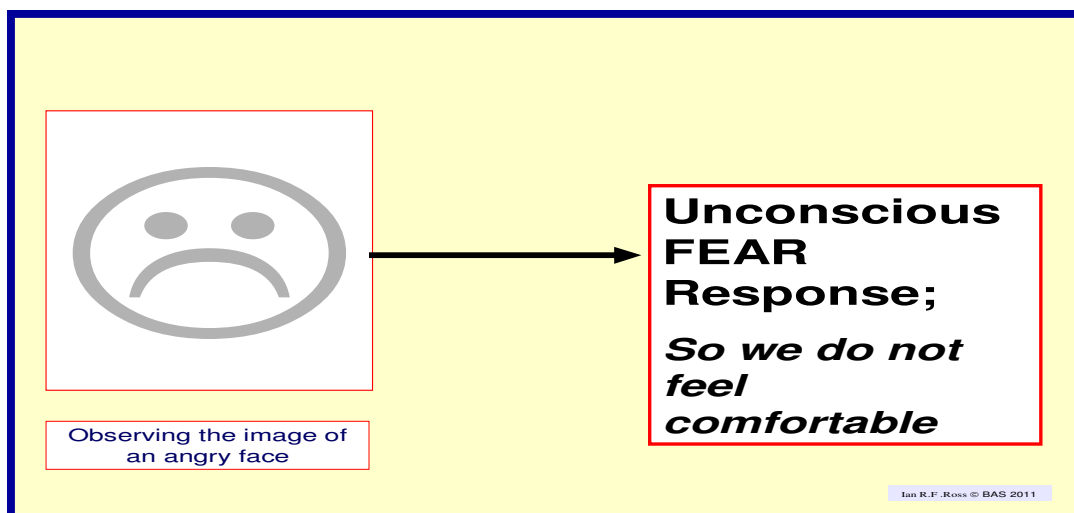 Unconscious
FEAR
Response;
So we do not
feel
comfortable
Observing the image of
an angry face
Ian R.F .Ross © BAS 2011